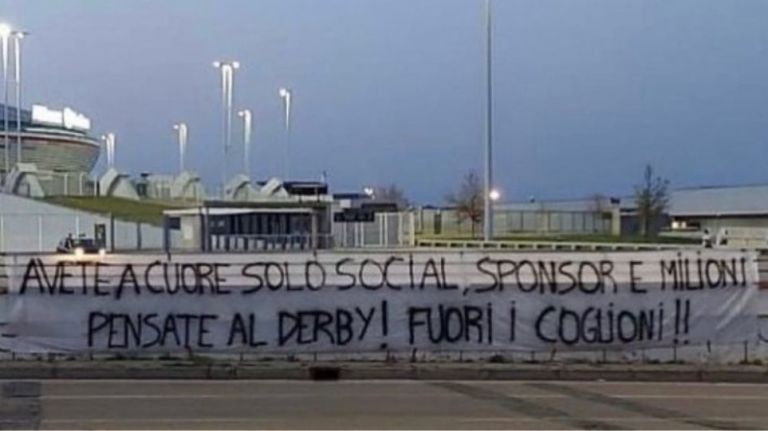 AVETE A CUORE SOLO SOCIAL, SPONSOR E MILIONI
PENSATE AL DERBY! FUORI I COGLIONI!!